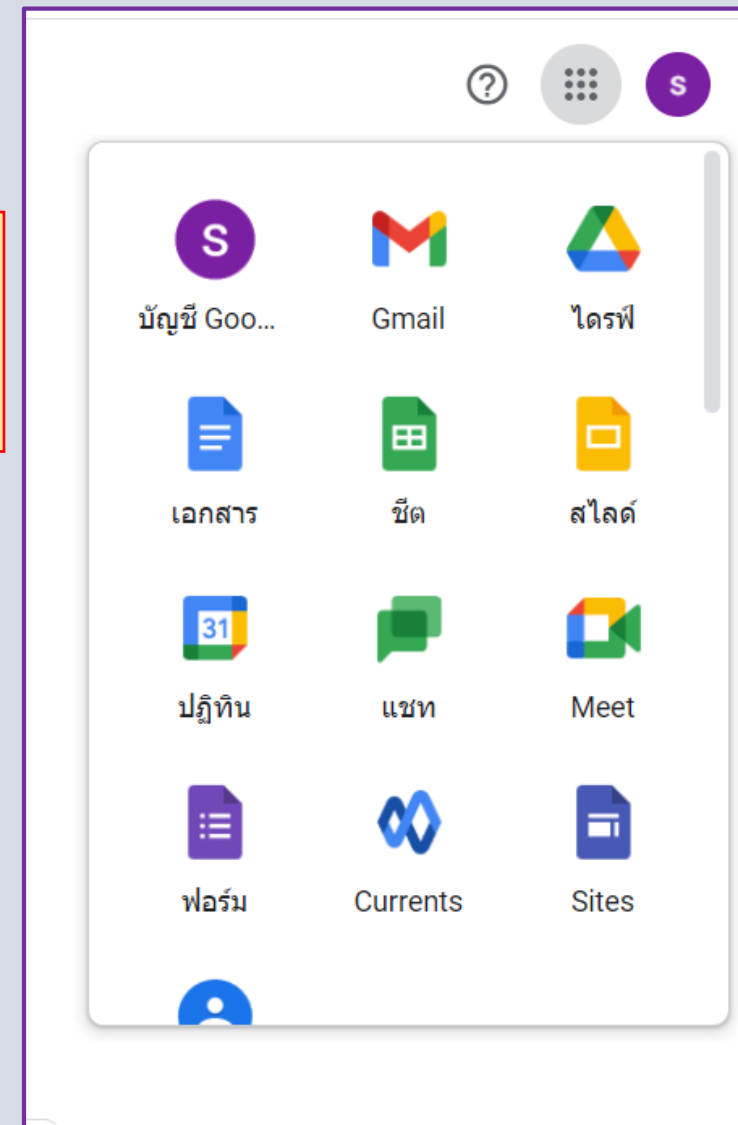 S
S
บัญชี Goo... Gmail ไดรฟ์
เอกสาร ชีต สไลด์
31
ปฏิทิน แชท Meet
ฟอร์ม Currents Sites